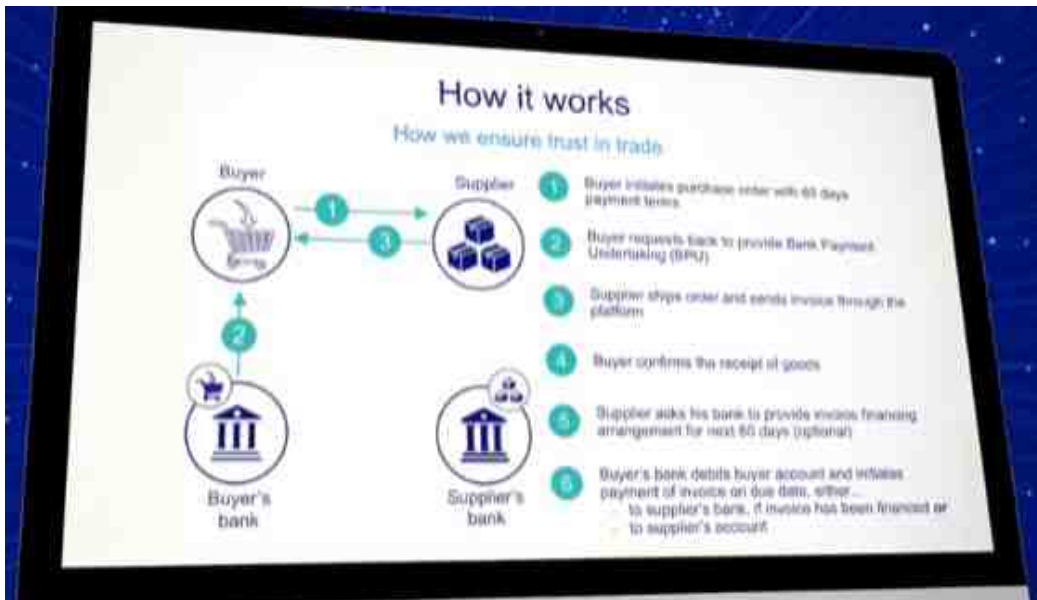 How it works
How we ensure trust in trade
Buyer
Supplier
1
3
2
Buyer's
bank
Supplier's
bank
1 Buyer initiates purchase order with 60 days
payment terms
2 Buyer requests back to provide Bank Payment
Undertaking (BPU)
3 Supplier ships order and sends invoice through the
platform
4 Buyer confirms the receipt of goods
5 Supplier asks his bank to provide invoice financing
arrangement for next 60 days (optional)
6 Buyer's bank debits buyer account and initiates
payment of invoice on due date, either...
to supplier's bank, if invoice has been financed or
to supplier's account